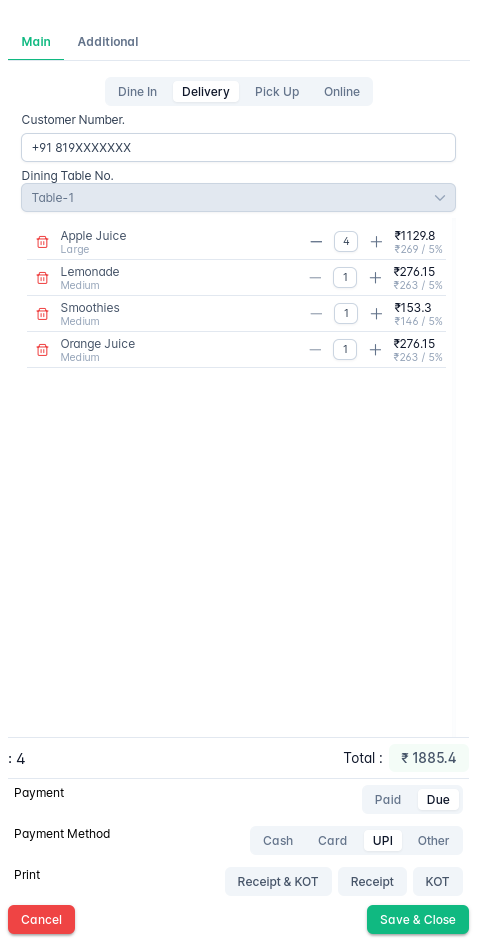 Main Additional
Dine In Delivery Pick Up Online
Customer Number.
+91 819XXXXXXX
Dining Table No.
Table-1
Apple Juice 4 ₹1129.8
Large ₹269 / 5%
Lemonade 1 ₹276.15
Medium ₹263 / 5%
Smoothies 1 ₹153.3
Medium ₹146 / 5%
Orange Juice 1 ₹276.15
Medium ₹263 / 5%
: 4 Total : ₹ 1885.4
Payment Paid Due
Payment Method Cash Card UPI Other
Print Receipt & KOT Receipt KOT
Cancel Save & Close